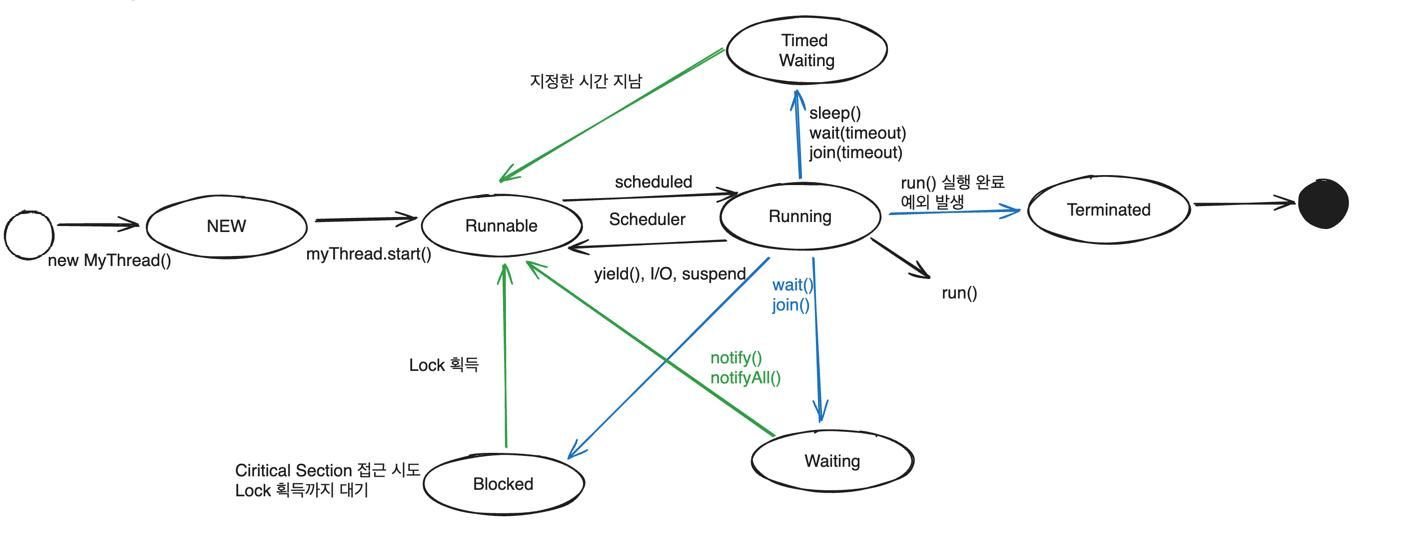 Timed
Waiting
지정한 시간 지남
sleep()
wait(timeout)
join(timeout)
scheduled
run() 실행 완료
예외 발생
NEW
Runnable
Scheduler
Running
Terminated
new MyThread()
myThread.start()
yield(), I/O, suspend
wait()
join()
run()
Lock 획득
notify()
notifyAll()
Ciritical Section 접근 시도
Lock 획득까지 대기
Blocked
Waiting